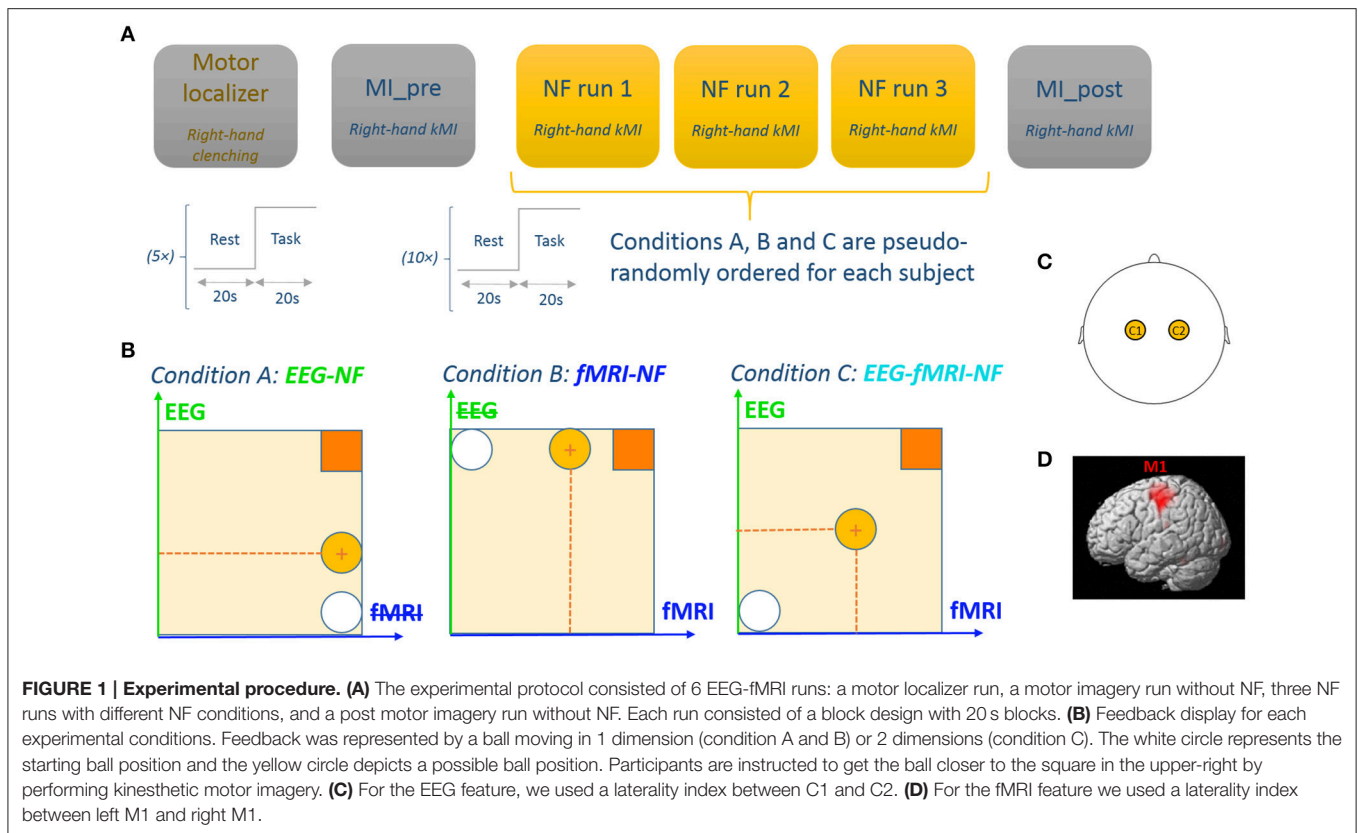 A
Motor
localizer
Right-hand
clenching
MI_pre
Right-hand kMI
NF run 1
Right-hand kMI
NF run 2
Right-hand kMI
NF run 3
Right-hand kMI
MI_post
Right-hand kMI
(5×)
Rest
Task
20s
20s
(10×)
Rest
Task
20s
20s
Conditions A, B and C are pseudo-
randomly ordered for each subject
C
C1
C2
B
Condition A: EEG-NF
EEG
fMRI
Condition B: fMRI-NF
EEG
fMRI
Condition C: EEG-fMRI-NF
EEG
fMRI
D
M1
FIGURE 1 | Experimental procedure. (A) The experimental protocol consisted of 6 EEG-fMRI runs: a motor localizer run, a motor imagery run without NF, three NF
runs with different NF conditions, and a post motor imagery run without NF. Each run consisted of a block design with 20 s blocks. (B) Feedback display for each
experimental conditions. Feedback was represented by a ball moving in 1 dimension (condition A and B) or 2 dimensions (condition C). The white circle represents the
starting ball position and the yellow circle depicts a possible ball position. Participants are instructed to get the ball closer to the square in the upper-right by
performing kinesthetic motor imagery. (C) For the EEG feature, we used a laterality index between C1 and C2. (D) For the fMRI feature we used a laterality index
between left M1 and right M1.